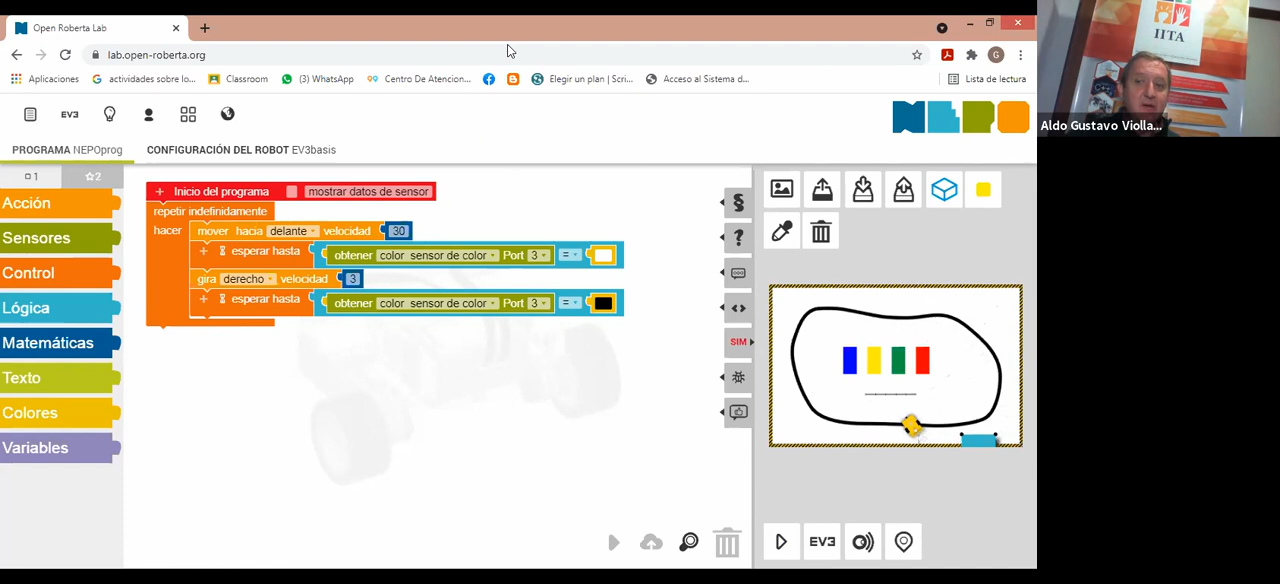 Open Roberta Lab
lab.open-roberta.org
Aplicaciones
actividades sobre lo...
Classroom
(3) WhatsApp
Centro De Atencion...
Elegir un plan | Scri...
Acceso al Sistema d...
Lista de lectura
G
EV3
PROGRAMA NEPOprog
CONFIGURACIÓN DEL ROBOT EV3basis
1
2
Acción
Sensores
Control
Lógica
Matemáticas
Texto
Colores
Variables
+ Inicio del programa mostrar datos de sensor
repetir indefinidamente
hacer mover hacia delante velocidad 30
+ esperar hasta obtener color sensor de color Port 3 =
gira derecho velocidad 3
+ esperar hasta obtener color sensor de color Port 3 =
SIM
EV3
IITA
C++
Aldo Gustavo Violla...